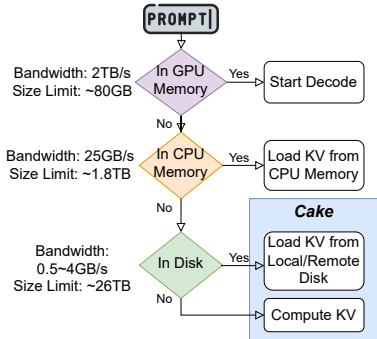 PROMPT|
Bandwidth: 2TB/s
Size Limit: ~80GB
In GPU
Memory
Yes
Start Decode
No
Bandwidth: 25GB/s
Size Limit: ~1.8TB
In CPU
Memory
Yes
Load KV from
CPU Memory
No
Cake
Bandwidth:
0.5~4GB/s
Size Limit: ~26TB
In Disk
Yes
Load KV from
Local/Remote
Disk
No
Compute KV